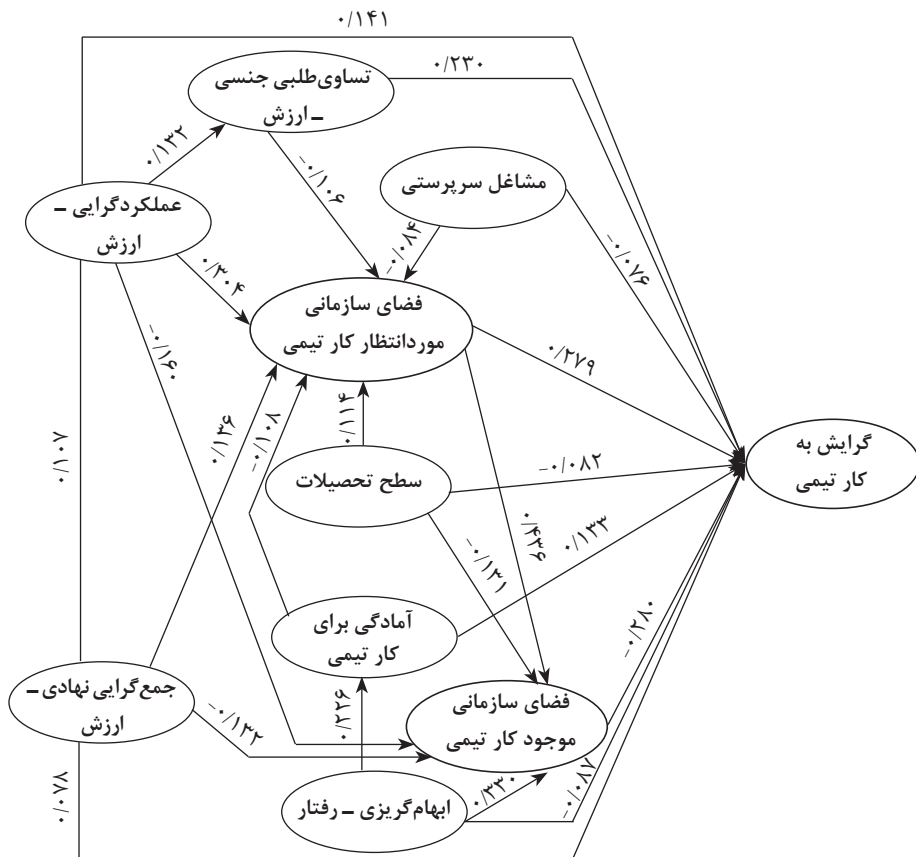 ۰/۱۴۱
۰/۲۳۰
تساوی‌طلبی جنسی
ـ ارزش
۰/۱۳۲
-۰/۱۰۶
مشاغل سرپرستی
عملکردگرایی ـ
ارزش
-۰/۰۸۴
-۰/۰۷۶
۰/۳۰۴
فضای سازمانی
موردانتظار کار تیمی
-۰/۱۶۰
۰/۲۷۹
۰/۱۰۷
۰/۱۳۶
-۰/۱۰۸
۰/۱۱۴
گرایش به
کار تیمی
سطح تحصیلات
-۰/۰۸۲
۰/۴۳۶
۰/۱۳۳
-۰/۱۳۱
آمادگی برای
کار تیمی
-۰/۲۸۰
جمع‌گرایی نهادی ـ
ارزش
-۰/۱۳۲
۰/۲۲۶
فضای سازمانی
موجود کار تیمی
۰/۰۷۸
ابهام‌گریزی ـ رفتار
۰/۳۳۰
-۰/۰۸۷